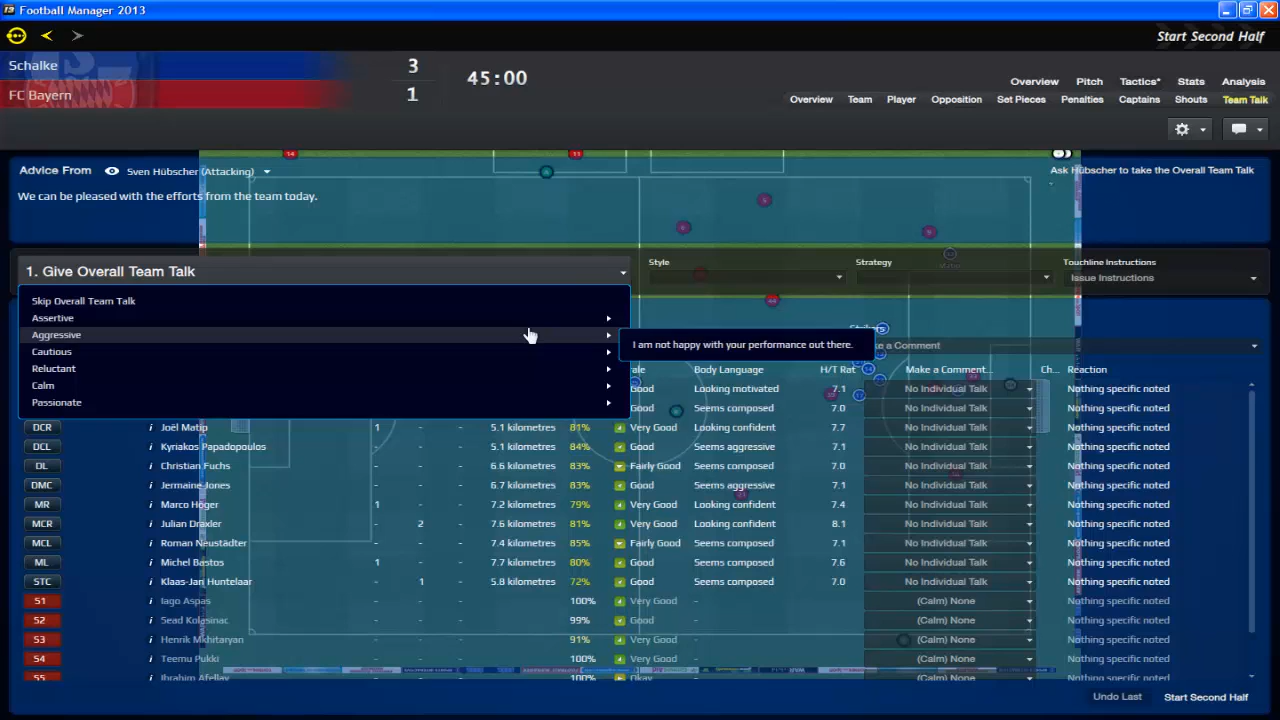 Football Manager 2013
Start Second Half
Schalke 3
45:00
FC Bayern 1
Overview Pitch Tactics* Stats Analysis
Overview Team Player Opposition Set Pieces Penalties Captains Shouts Team Talk
Advice From Sven Hübscher (Attacking)
Ask Hübscher to take the Overall Team Talk
We can be pleased with the efforts from the team today.
1. Give Overall Team Talk
Style Strategy Touchline Instructions
Issue Instructions
Skip Overall Team Talk
Assertive
Aggressive
Cautious
Reluctant
Calm
Passionate
I am not happy with your performance out there.
Strikers
e a Comment
rale Body Language H/T Rat Make a Comment... Ch... Reaction
Good Looking motivated 7.1 No Individual Talk Nothing specific noted
Good Seems composed 7.0 No Individual Talk Nothing specific noted
DCR i Joël Matip 1 - - 5.1 kilometres 81% Very Good Looking confident 7.7 No Individual Talk Nothing specific noted
DCL i Kyriakos Papadopoulos - - - 5.1 kilometres 84% Good Seems aggressive 7.1 No Individual Talk Nothing specific noted
DL i Christian Fuchs - - - 6.6 kilometres 83% Fairly Good Seems composed 7.0 No Individual Talk Nothing specific noted
DMC i Jermaine Jones - - - 6.7 kilometres 83% Good Seems aggressive 7.1 No Individual Talk Nothing specific noted
MR i Marco Höger 1 - - 7.2 kilometres 79% Very Good Looking confident 7.4 No Individual Talk Nothing specific noted
MCR i Julian Draxler - 2 - 7.6 kilometres 81% Very Good Looking confident 8.1 No Individual Talk Nothing specific noted
MCL i Roman Neustädter - - - 7.4 kilometres 85% Fairly Good Seems composed 7.1 No Individual Talk Nothing specific noted
ML i Michel Bastos 1 - - 7.7 kilometres 80% Good Seems composed 7.6 No Individual Talk Nothing specific noted
STC i Klaas-Jan Huntelaar - 1 - 5.8 kilometres 72% Good Seems composed 7.0 No Individual Talk Nothing specific noted
S1 i Iago Aspas - - - 100% Very Good - (Calm) None Nothing specific noted
S2 i Sead Kolasinac - - - 99% Good - (Calm) None Nothing specific noted
S3 i Henrik Mkhitaryan - - - 91% Very Good - (Calm) None Nothing specific noted
S4 i Teemu Pukki - - - 100% Very Good - (Calm) None Nothing specific noted
S5 i Ibrahim Afellay - - - 100% Okay - (Calm) None Nothing specific noted
Undo Last Start Second Half